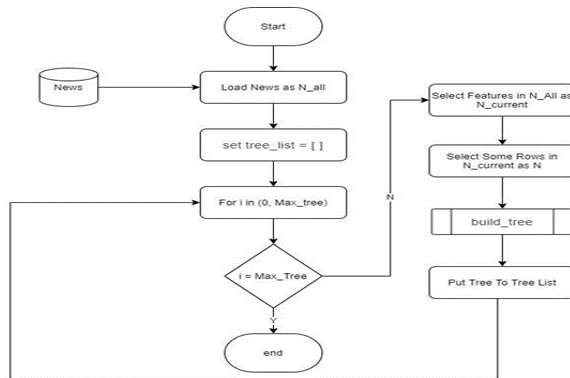 Start
News
Load News as N_all
set tree_list = [ ]
For i in (0, Max_tree)
i = Max_Tree
Y
end
N
Select Features in N_All as
N_current
Select Some Rows in
N_current as N
build_tree
Put Tree To Tree List